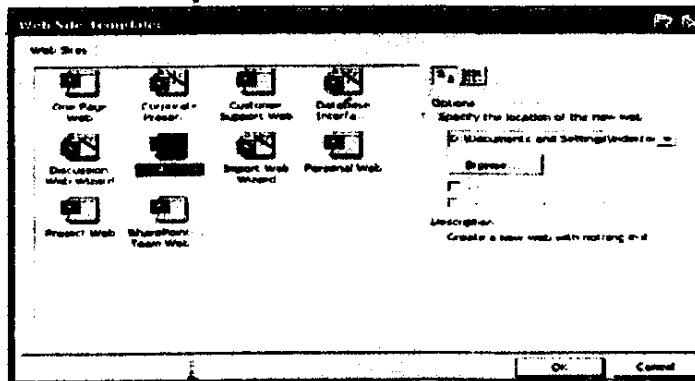 Web Site Templates
Web Sites
One Page Web
Corporate Presen...
Customer Support Web
Database Interfa...
Discussion Web Wizard
Import Web Wizard
Personal Web
Project Web
SharePoint Team Web
Options
Specify the location of the new web
Browse...
Description
Create a new web with nothing in it
OK
Cancel